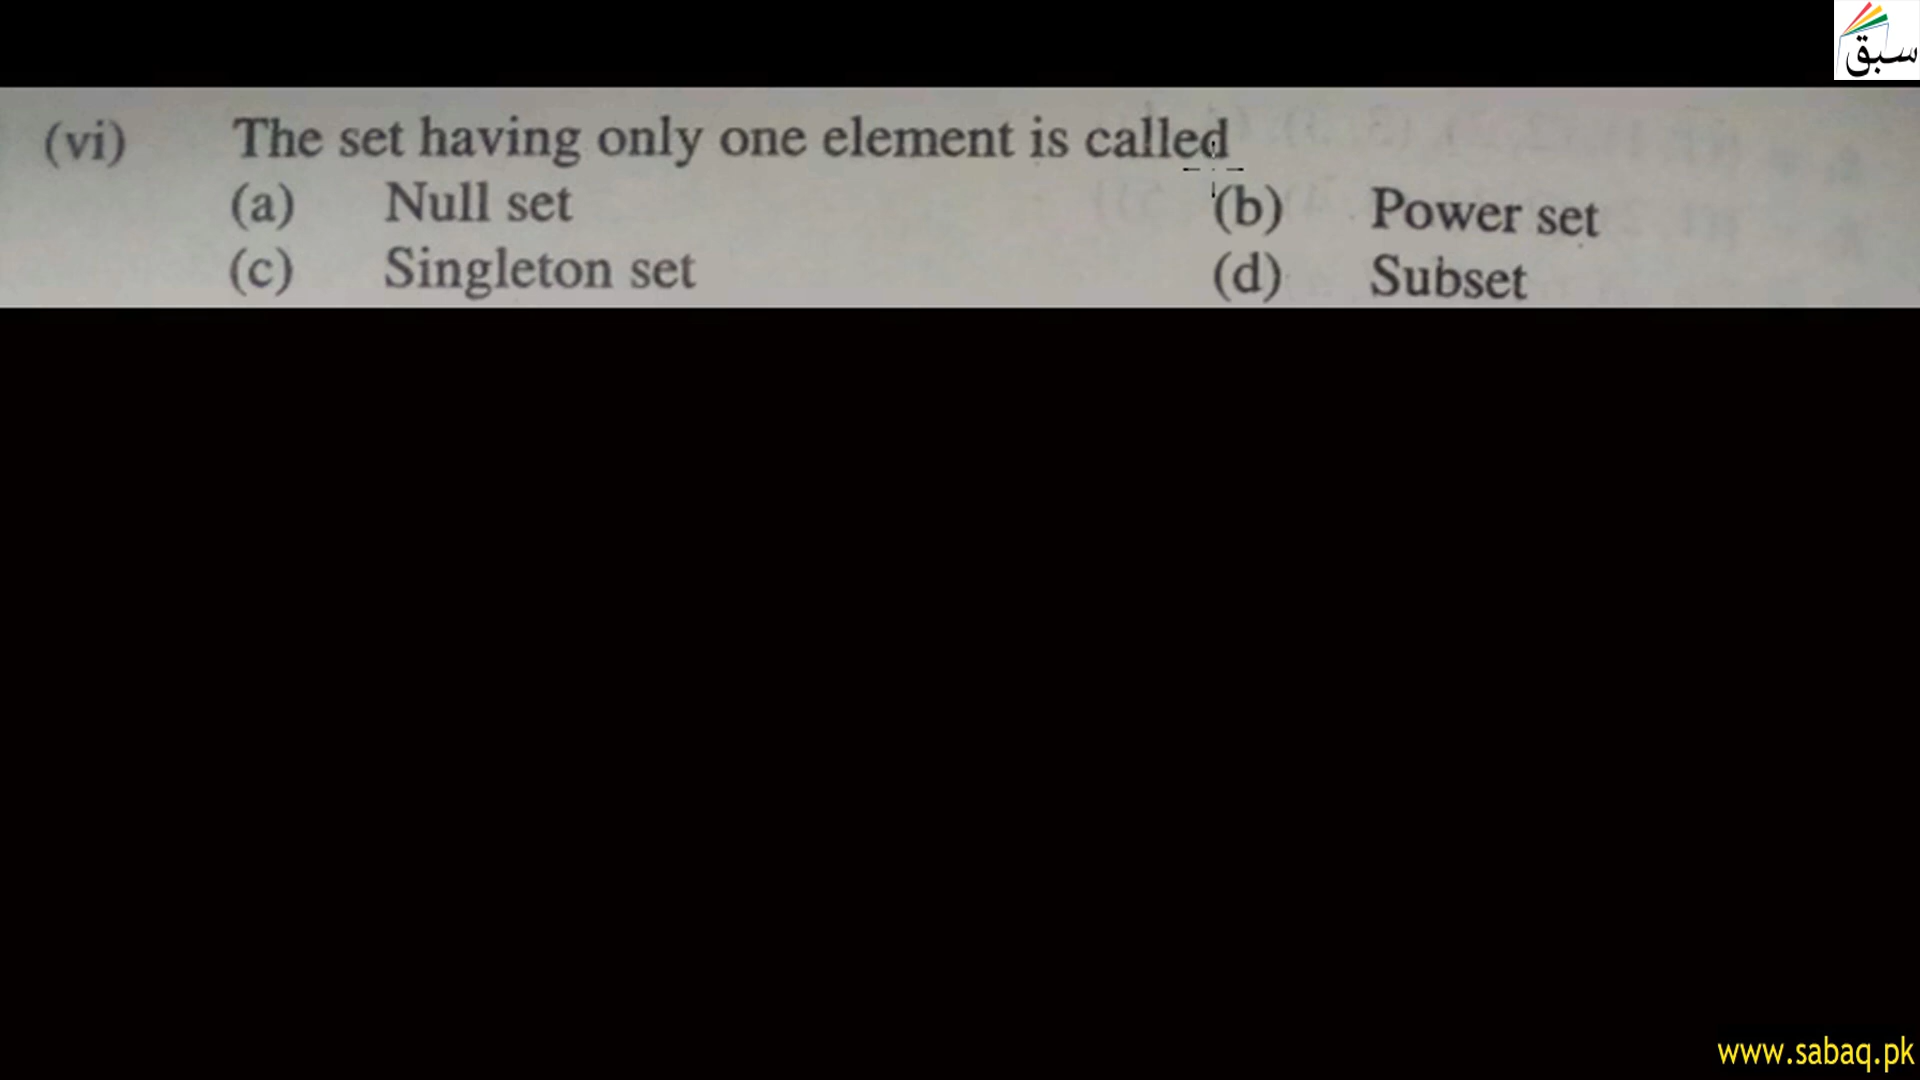 سبق
(vi) The set having only one element is called
(a) Null set (b) Power set
(c) Singleton set (d) Subset
www.sabaq.pk